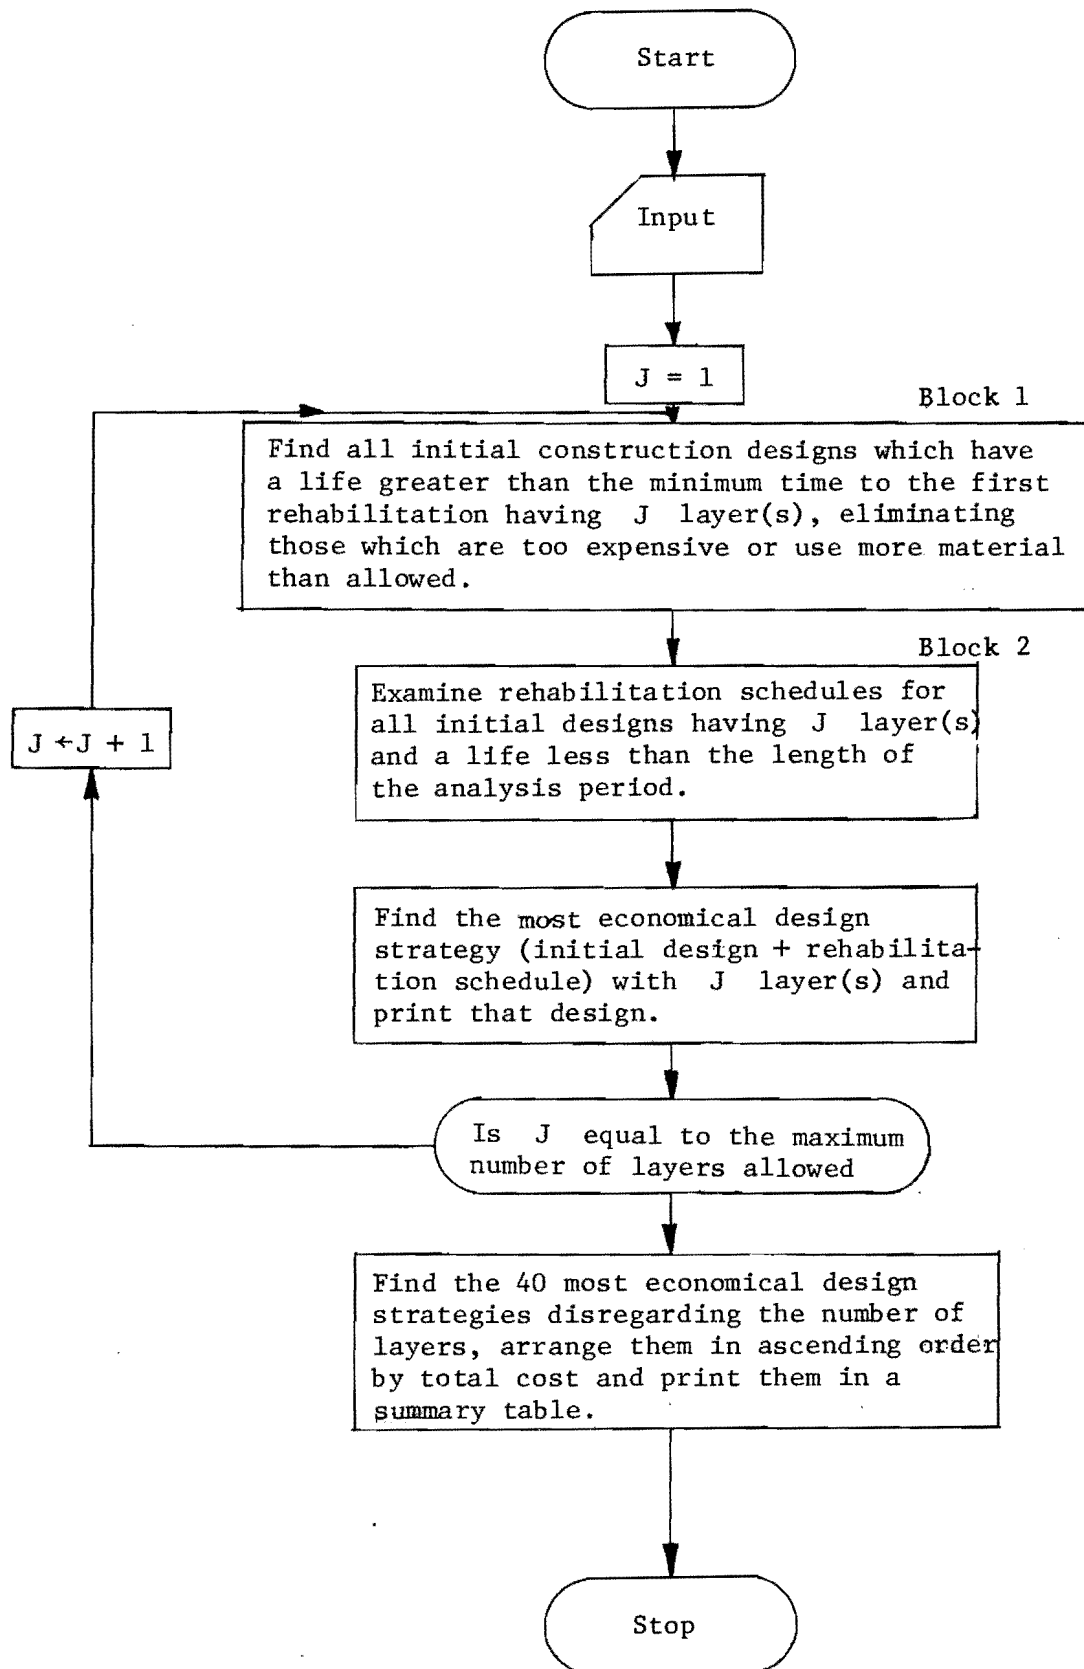 Start
Input
J = 1
Block 1
Find all initial construction designs which have
a life greater than the minimum time to the first
rehabilitation having J layer(s), eliminating
those which are too expensive or use more material
than allowed.
Block 2
Examine rehabilitation schedules for
all initial designs having J layer(s)
and a life less than the length of
the analysis period.
J ←J + 1
Find the most economical design
strategy (initial design + rehabilita-
tion schedule) with J layer(s) and
print that design.
Is J equal to the maximum
number of layers allowed
Find the 40 most economical design
strategies disregarding the number of
layers, arrange them in ascending order
by total cost and print them in a
summary table.
Stop